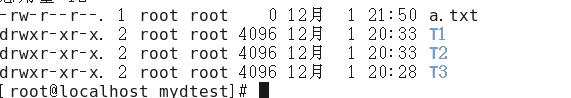 -rw-r--r--. 1 root root    0 12月  1 21:50 a.txt
drwxr-xr-x. 2 root root 4096 12月  1 20:33 T1
drwxr-xr-x. 2 root root 4096 12月  1 20:33 T2
drwxr-xr-x. 2 root root 4096 12月  1 20:28 T3
[root@localhost mydtest]#